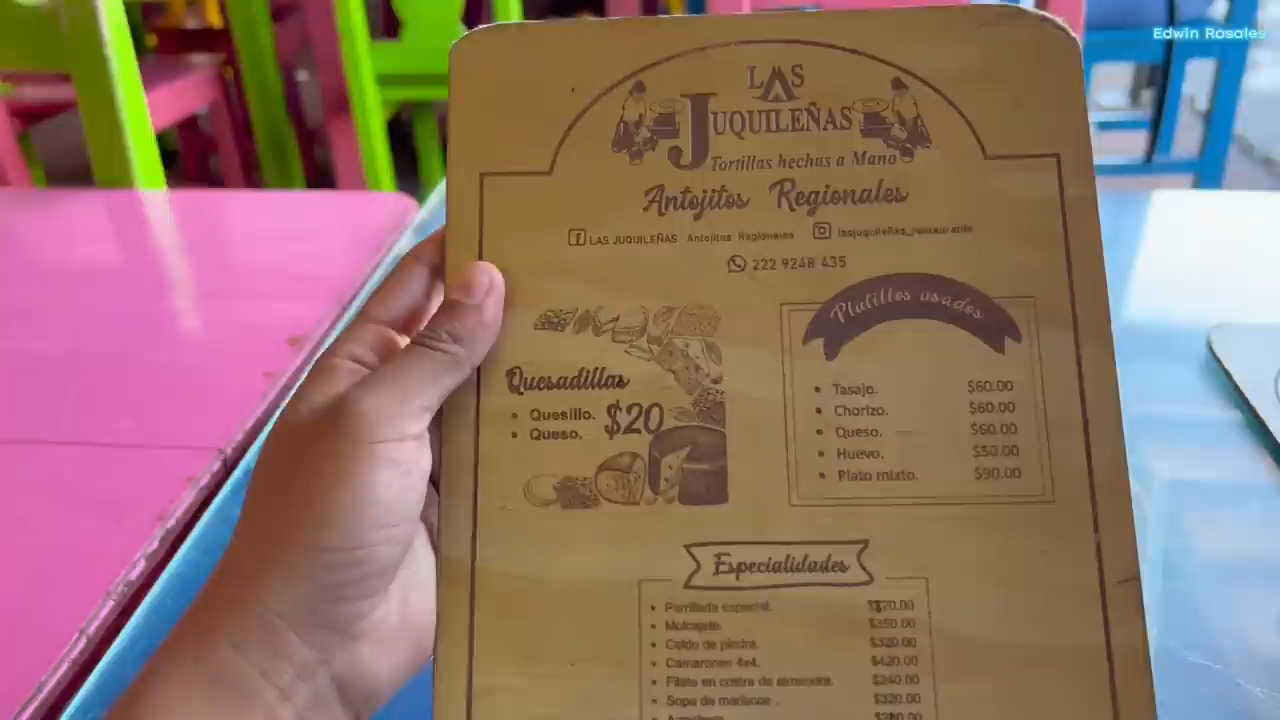 Edwin Rosales
LAS
JUQUILEÑAS
Tortillas hechas a Mano
Antojitos Regionales
LAS JUQUILEÑAS Antojitos Regionales lasjuquileñas_restaurante
222 9248 435
Platillos asados
Quesadillas
• Quesillo. $20
• Queso.
• Tasajo. $60.00
• Chorizo. $60.00
• Queso. $60.00
• Huevo. $50.00
• Plato mixto. $90.00
Especialidades
• Parrillada especial.
• Molcajete. $350.00
• Caldo de piedra. $320.00
• Camarones 4x4. $420.00
• Filete en costra de almendra. $240.00
• Sopa de mariscos. $320.00